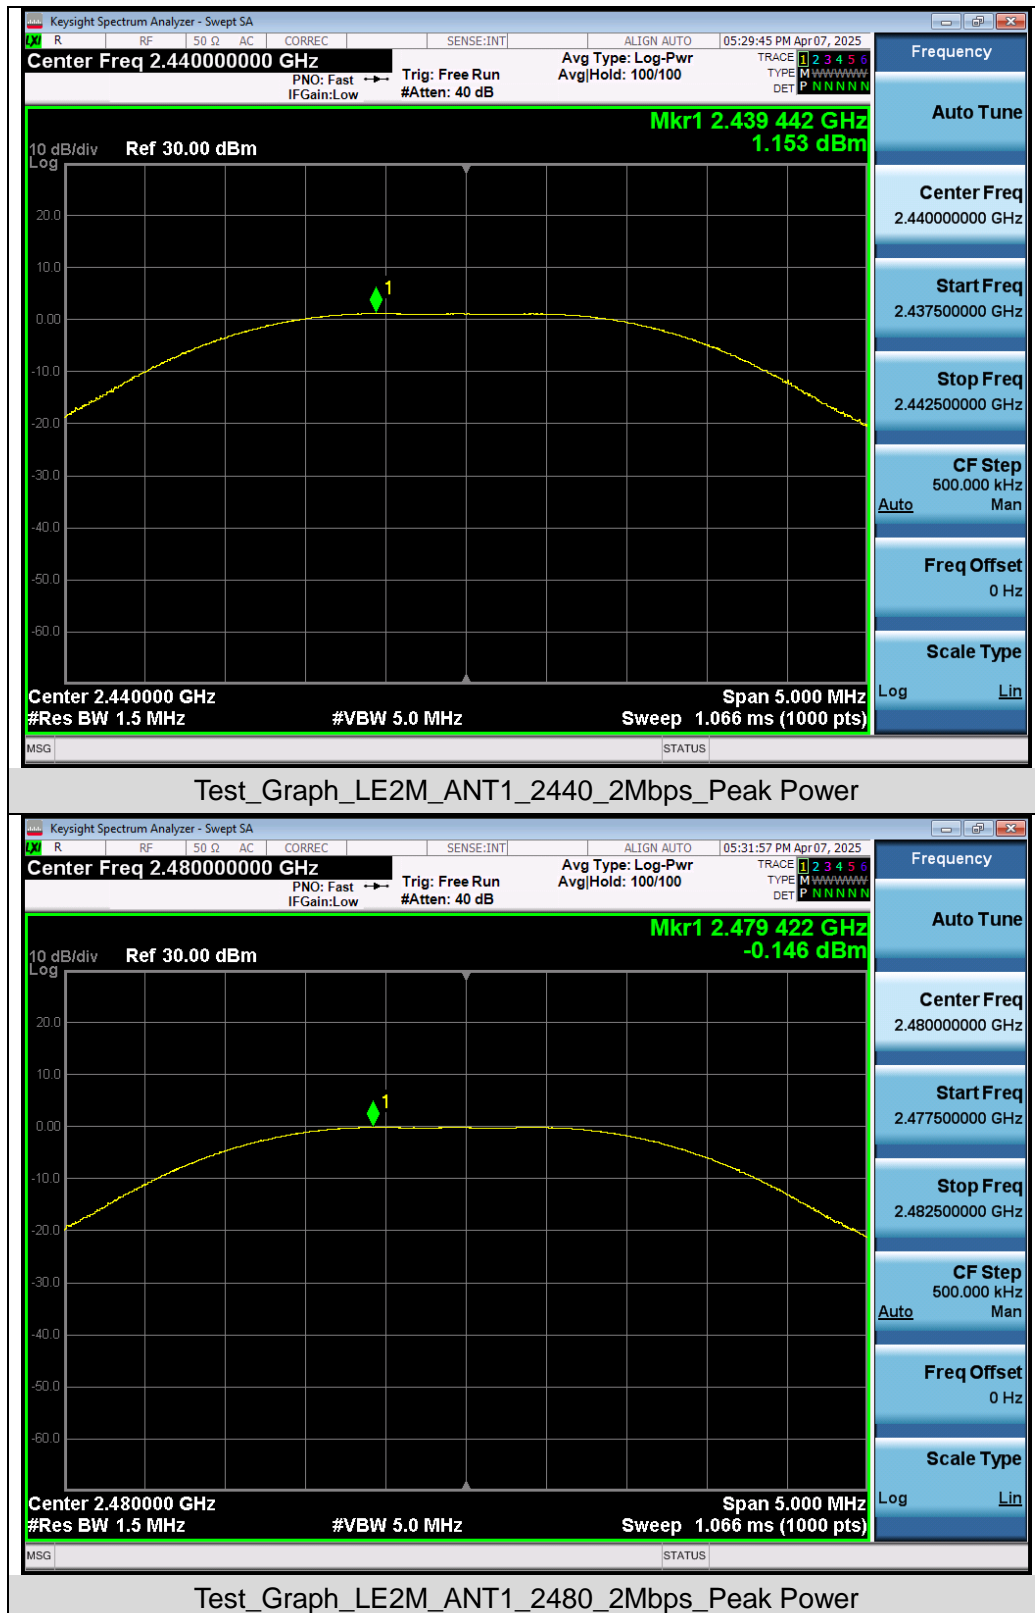 Keysight Spectrum Analyzer - Swept SA
LXI R RF 50 Ω AC CORREC SENSE:INT ALIGN AUTO 05:29:45 PM Apr 07, 2025
Center Freq 2.440000000 GHz
PNO: Fast
IFGain:Low
Trig: Free Run
#Atten: 40 dB
Avg Type: Log-Pwr
Avg|Hold: 100/100
TRACE 1 2 3 4 5 6
TYPE M WWWWW
DET P N N N N N
Mkr1 2.439 442 GHz
1.153 dBm
10 dB/div Ref 30.00 dBm
Log
20.0
10.0
1
0.00
-10.0
-20.0
-30.0
-40.0
-50.0
-60.0
Center 2.440000 GHz Span 5.000 MHz
#Res BW 1.5 MHz #VBW 5.0 MHz Sweep 1.066 ms (1000 pts)
MSG STATUS
Frequency
Auto Tune
Center Freq
2.440000000 GHz
Start Freq
2.437500000 GHz
Stop Freq
2.442500000 GHz
CF Step
500.000 kHz
Auto Man
Freq Offset
0 Hz
Scale Type
Log Lin
Test_Graph_LE2M_ANT1_2440_2Mbps_Peak Power
Keysight Spectrum Analyzer - Swept SA
LXI R RF 50 Ω AC CORREC SENSE:INT ALIGN AUTO 05:31:57 PM Apr 07, 2025
Center Freq 2.480000000 GHz
PNO: Fast
IFGain:Low
Trig: Free Run
#Atten: 40 dB
Avg Type: Log-Pwr
Avg|Hold: 100/100
TRACE 1 2 3 4 5 6
TYPE M WWWWW
DET P N N N N N
Mkr1 2.479 422 GHz
-0.146 dBm
10 dB/div Ref 30.00 dBm
Log
20.0
10.0
1
0.00
-10.0
-20.0
-30.0
-40.0
-50.0
-60.0
Center 2.480000 GHz Span 5.000 MHz
#Res BW 1.5 MHz #VBW 5.0 MHz Sweep 1.066 ms (1000 pts)
MSG STATUS
Frequency
Auto Tune
Center Freq
2.480000000 GHz
Start Freq
2.477500000 GHz
Stop Freq
2.482500000 GHz
CF Step
500.000 kHz
Auto Man
Freq Offset
0 Hz
Scale Type
Log Lin
Test_Graph_LE2M_ANT1_2480_2Mbps_Peak Power